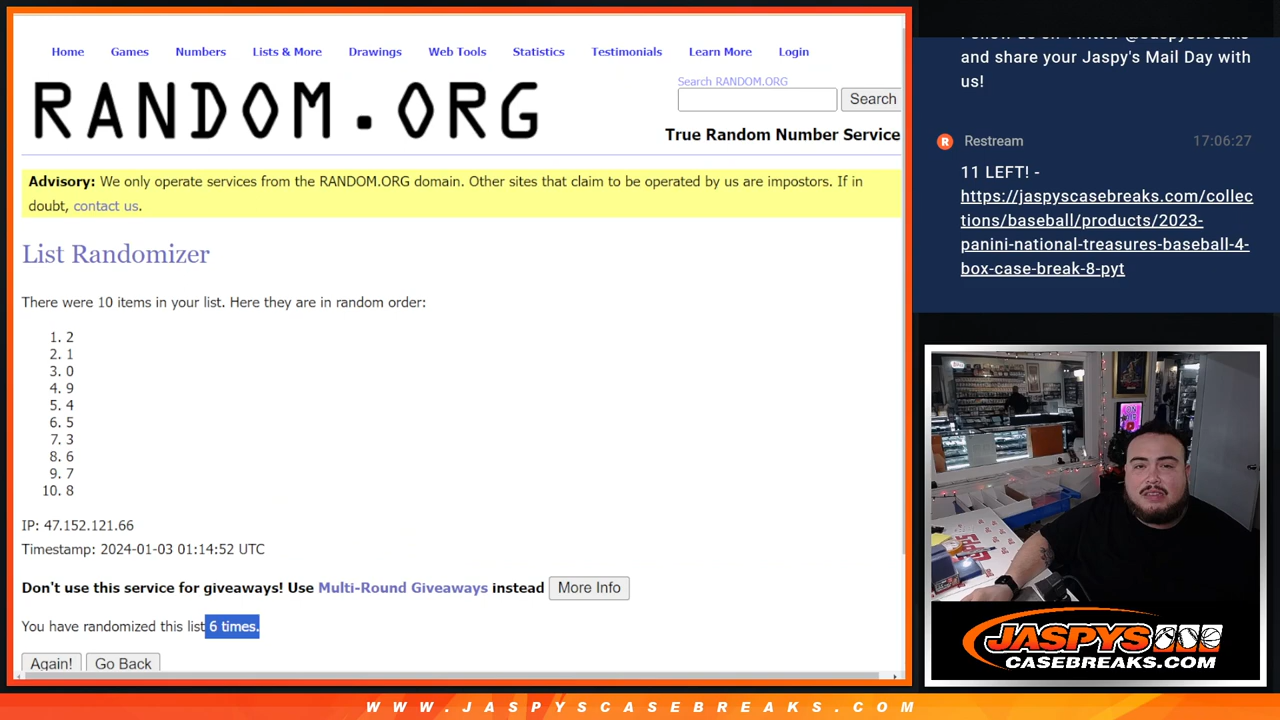 Home Games Numbers Lists & More Drawings Web Tools Statistics Testimonials Learn More Login
RANDOM.ORG
Search RANDOM.ORG
Search
True Random Number Service
Advisory: We only operate services from the RANDOM.ORG domain. Other sites that claim to be operated by us are impostors. If in
doubt, contact us.
List Randomizer
There were 10 items in your list. Here they are in random order:
1. 2
2. 1
3. 0
4. 9
5. 4
6. 5
7. 3
8. 6
9. 7
10. 8
IP: 47.152.121.66
Timestamp: 2024-01-03 01:14:52 UTC
Don't use this service for giveaways! Use Multi-Round Giveaways instead More Info
You have randomized this list 6 times.
Again! Go Back
Follow us on Twitter @JaspysBreaks
and share your Jaspy's Mail Day with
us!
R Restream 17:06:27
11 LEFT! -
https://jaspyscasebreaks.com/collec
tions/baseball/products/2023-
panini-national-treasures-baseball-4-
box-case-break-8-pyt
JASPYS
CASEBREAKS.COM
WWW.JASPYSCASEBREAKS.COM